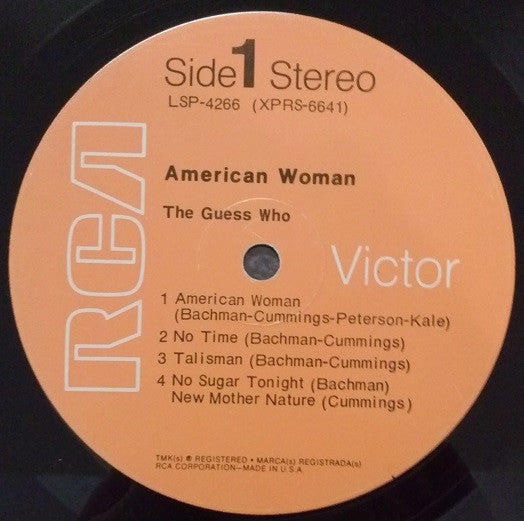 Side 1 Stereo
LSP-4266 (XPRS-6641)
American Woman
The Guess Who
RCA
Victor
1 American Woman
(Bachman-Cummings-Peterson-Kale)
2 No Time (Bachman-Cummings)
3 Talisman (Bachman-Cummings)
4 No Sugar Tonight (Bachman)
New Mother Nature (Cummings)
TMK(s) ® REGISTERED • MARCA(s) REGISTRADA(s)
RCA CORPORATION—MADE IN U.S.A.